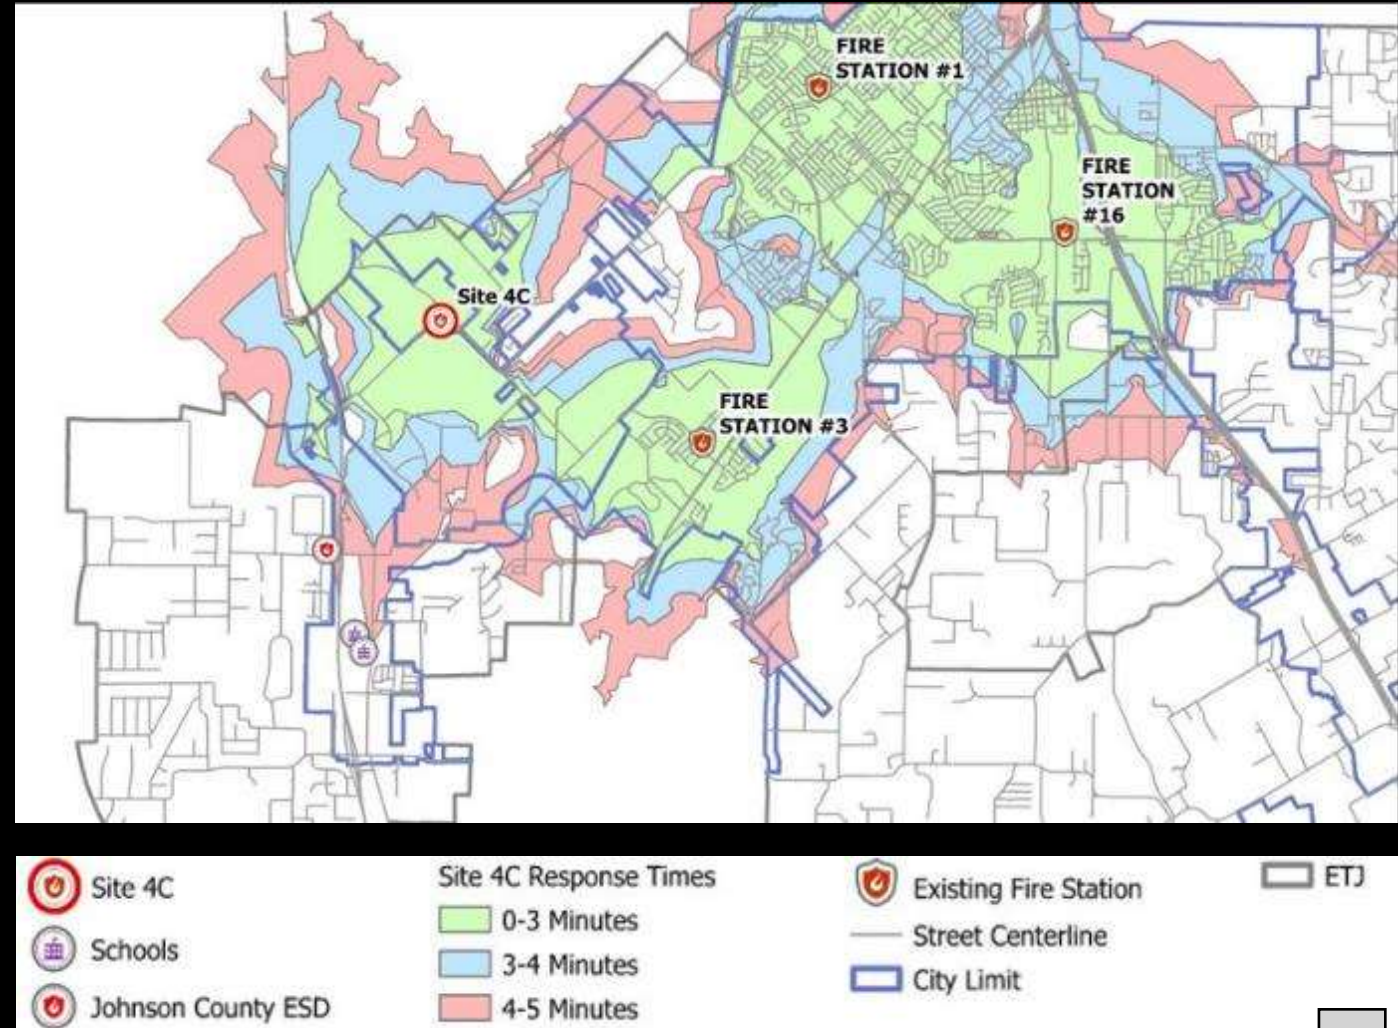 FIRE
STATION #1
FIRE
STATION
#16
Site 4C
FIRE
STATION #3
Site 4C
Schools
Johnson County ESD
Site 4C Response Times
0-3 Minutes
3-4 Minutes
4-5 Minutes
Existing Fire Station
Street Centerline
City Limit
ETJ